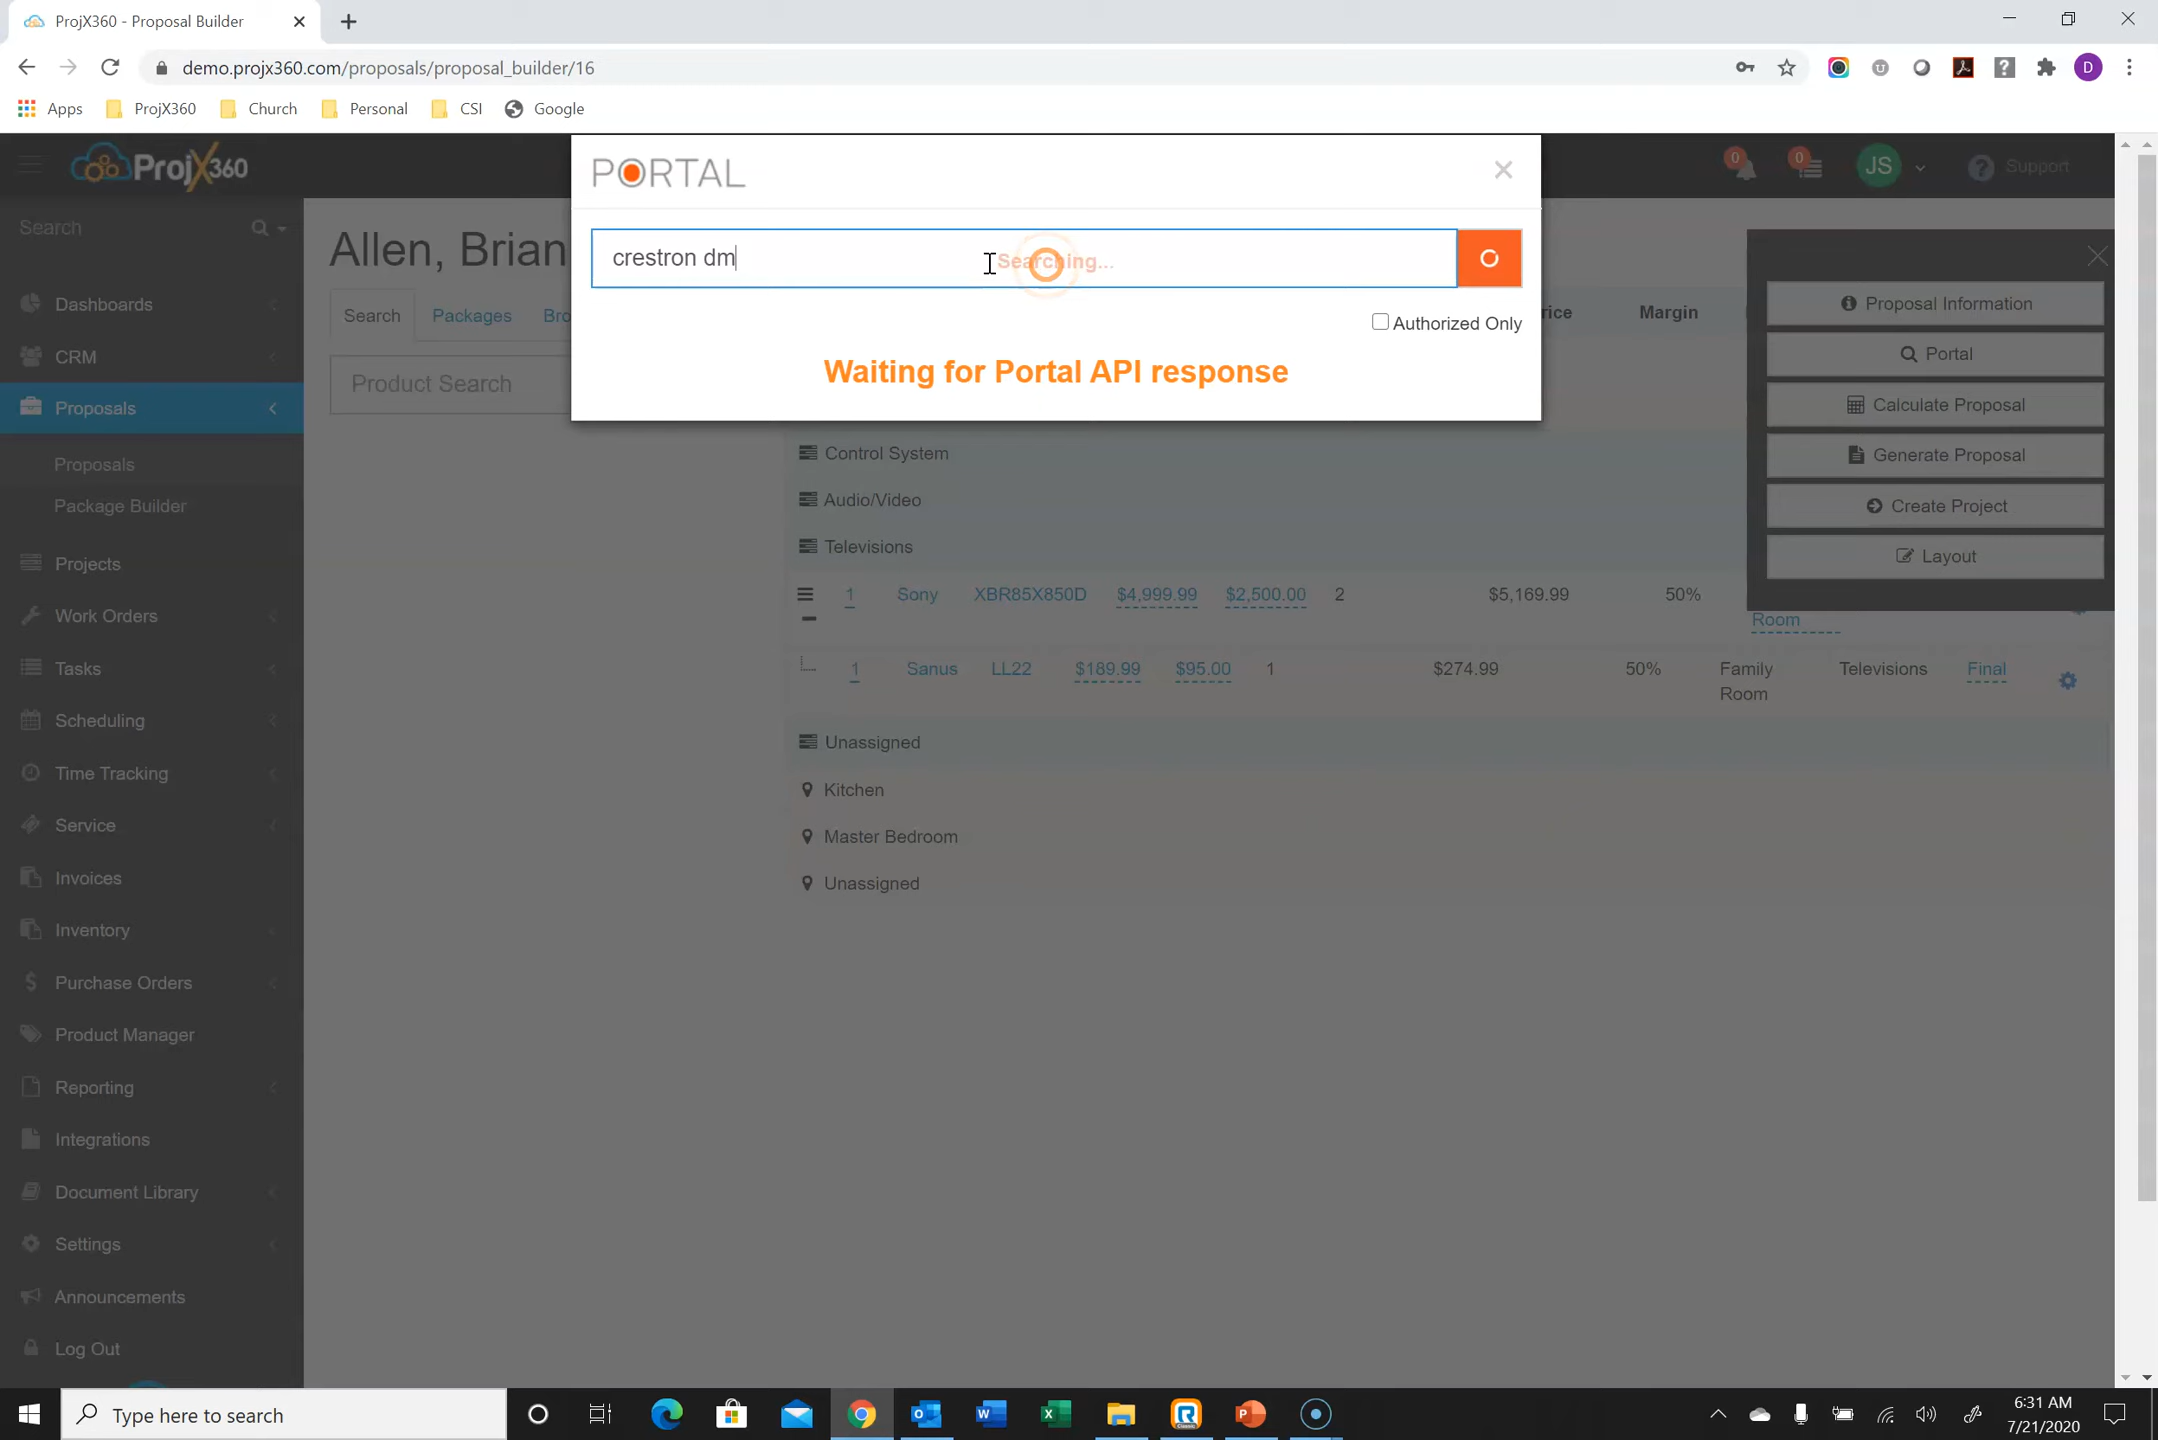 ProjX360 - Proposal Builder
demo.projx360.com/proposals/proposal_builder/16
D
Apps
ProjX360
Church
Personal
CSI
Google
ProjX360
PORTAL
0
0
JS
Support
Search
crestron dm
Searching...
Authorized Only
Waiting for Portal API response
Allen, Brian
Search
Packages
Bro
Product Search
rice
Margin
Proposal Information
Portal
Calculate Proposal
Generate Proposal
Create Project
Layout
Dashboards
CRM
Proposals
Proposals
Package Builder
Projects
Work Orders
Tasks
Scheduling
Time Tracking
Service
Invoices
Inventory
Purchase Orders
Product Manager
Reporting
Integrations
Document Library
Settings
Announcements
Log Out
Control System
Audio/Video
Televisions
1 Sony XBR85X850D $4,999.99 $2,500.00 2 $5,169.99 50%
Room
1 Sanus LL22 $189.99 $95.00 1 $274.99 50% Family Room Televisions Final
Unassigned
Kitchen
Master Bedroom
Unassigned
Type here to search
6:31 AM
7/21/2020